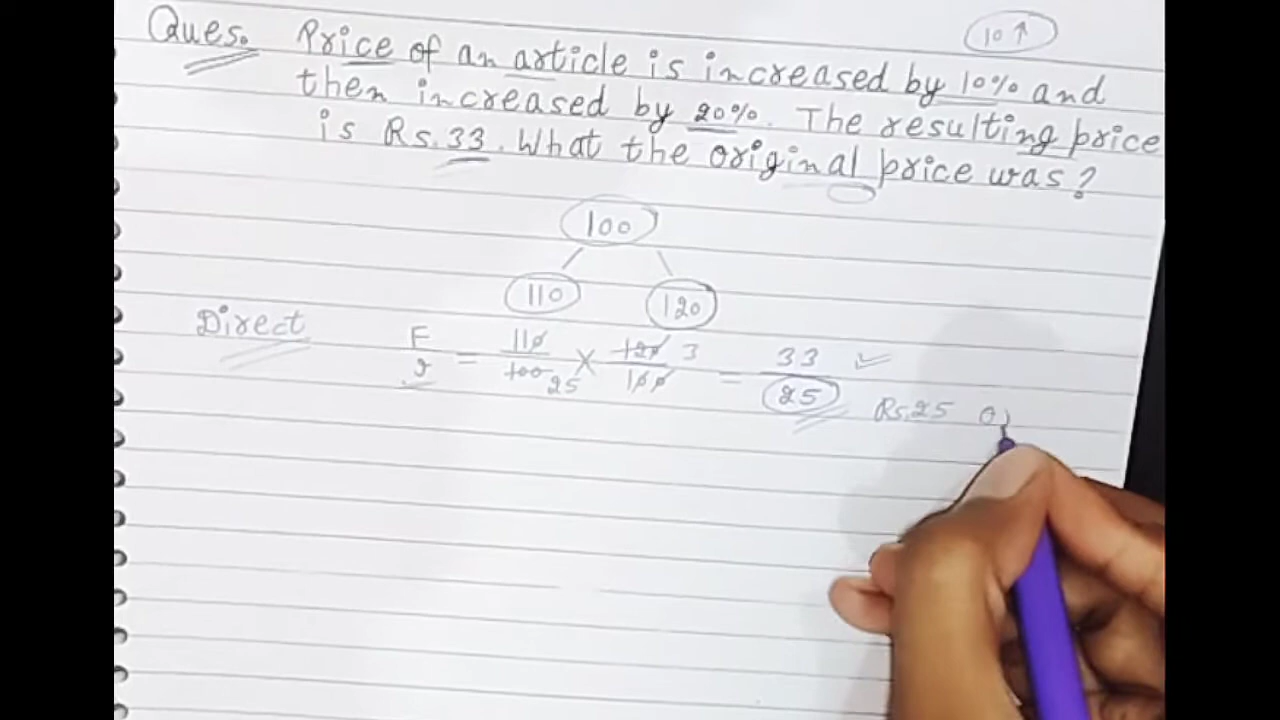 10 ↑
Ques. Price of an article is increased by 10% and
then increased by 20%. The resulting price
is Rs. 33. What the original price was?
100
110 120
Direct F/I = 110/100 25 × 120 3/100 = 33/25 ✓
Rs. 25